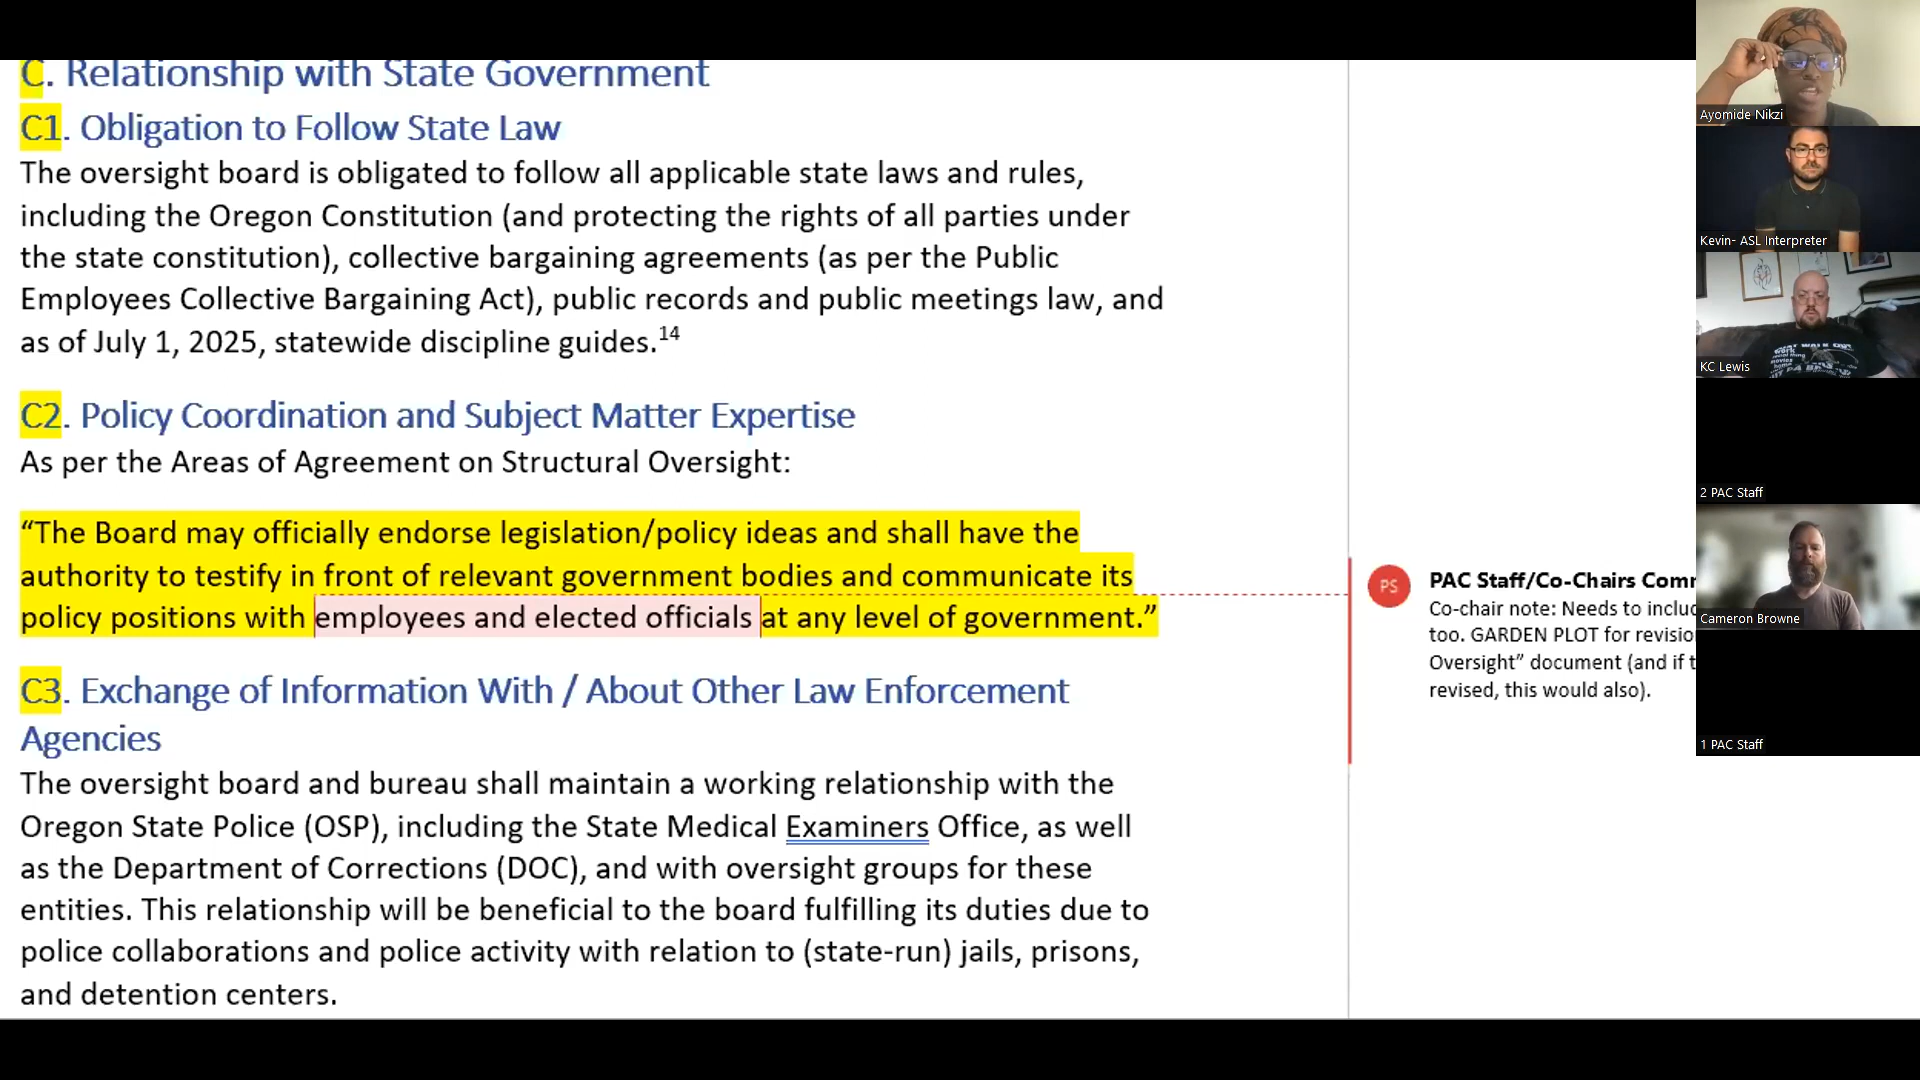 C. Relationship with State Government
C1. Obligation to Follow State Law
The oversight board is obligated to follow all applicable state laws and rules,
including the Oregon Constitution (and protecting the rights of all parties under
the state constitution), collective bargaining agreements (as per the Public
Employees Collective Bargaining Act), public records and public meetings law, and
as of July 1, 2025, statewide discipline guides.14
C2. Policy Coordination and Subject Matter Expertise
As per the Areas of Agreement on Structural Oversight:
“The Board may officially endorse legislation/policy ideas and shall have the
authority to testify in front of relevant government bodies and communicate its
policy positions with employees and elected officials at any level of government.”
C3. Exchange of Information With / About Other Law Enforcement
Agencies
The oversight board and bureau shall maintain a working relationship with the
Oregon State Police (OSP), including the State Medical Examiners Office, as well
as the Department of Corrections (DOC), and with oversight groups for these
entities. This relationship will be beneficial to the board fulfilling its duties due to
police collaborations and police activity with relation to (state-run) jails, prisons,
and detention centers.
PS
PAC Staff/Co-Chairs
Co-chair note: Needs to
too. GARDEN PLOT for
Oversight” document (and if
revised, this would also).
Ayomide Nikzi
Kevin- ASL Interpreter
KC Lewis
2 PAC Staff
Cameron Browne
1 PAC Staff